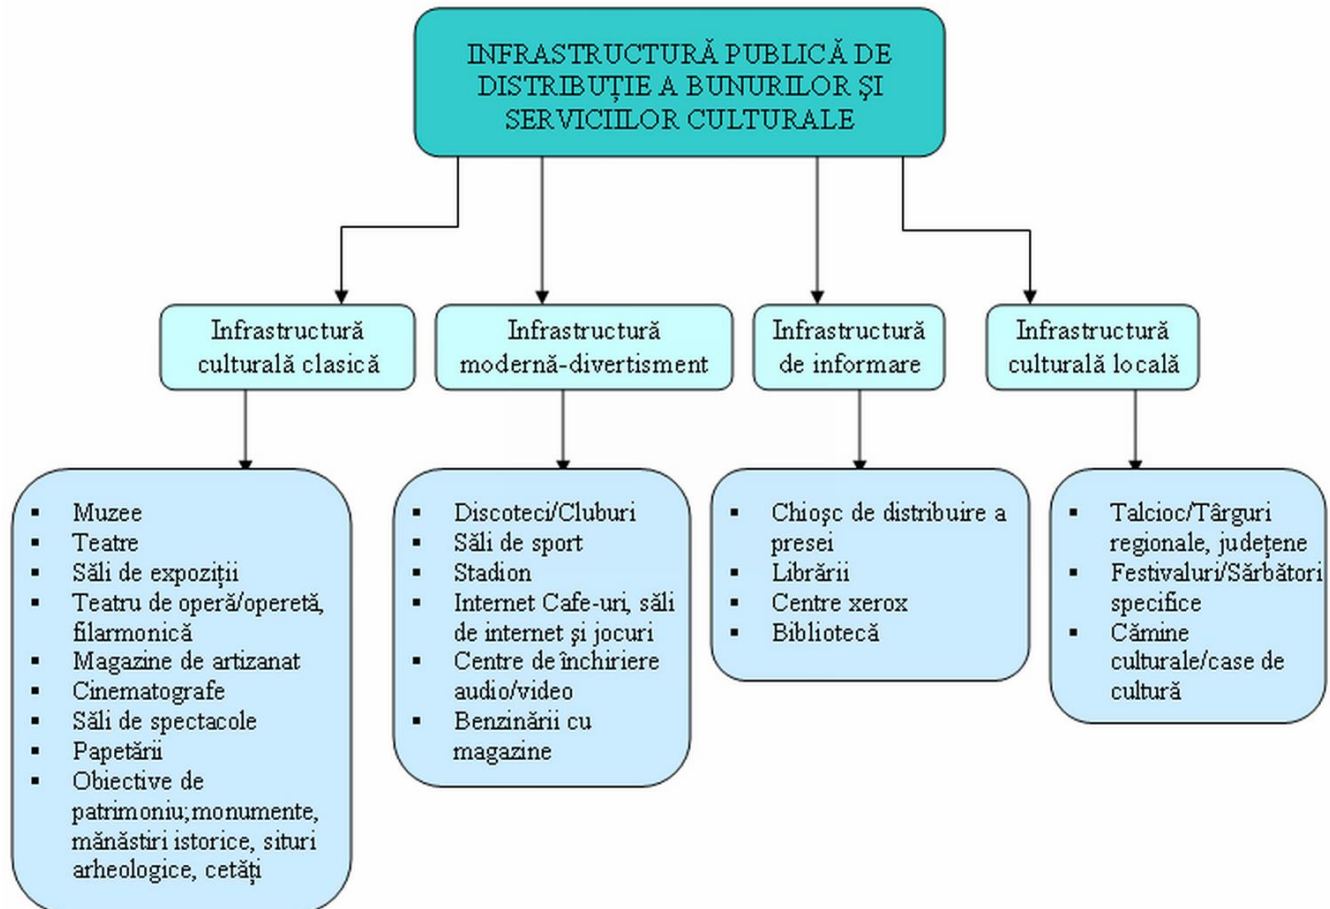 INFRASTRUCTURĂ PUBLICĂ DE
DISTRIBUȚIE A BUNURILOR ŞI
SERVICIILOR CULTURALE
Infrastructură
culturală clasică
Infrastructură
modernă-divertisment
Infrastructură
de informare
Infrastructură
culturală locală
▪ Muzee
▪ Teatre
▪ Săli de expoziții
▪ Teatru de operă/operetă,
filarmonică
▪ Magazine de artizanat
▪ Cinematografe
▪ Săli de spectacole
▪ Papetării
▪ Obiective de
patrimoniu;monumente,
mănăstiri istorice, situri
arheologice, cetăți
▪ Discoteci/Cluburi
▪ Săli de sport
▪ Stadion
▪ Internet Cafe-uri, săli
de internet şi jocuri
▪ Centre de închiriere
audio/video
▪ Benzinării cu
magazine
▪ Chioşc de distribuire a
presei
▪ Librării
▪ Centre xerox
▪ Bibliotecă
▪ Talcioc/Târguri
regionale, județene
▪ Festivaluri/Sărbători
specifice
▪ Cămine
culturale/case de
cultură